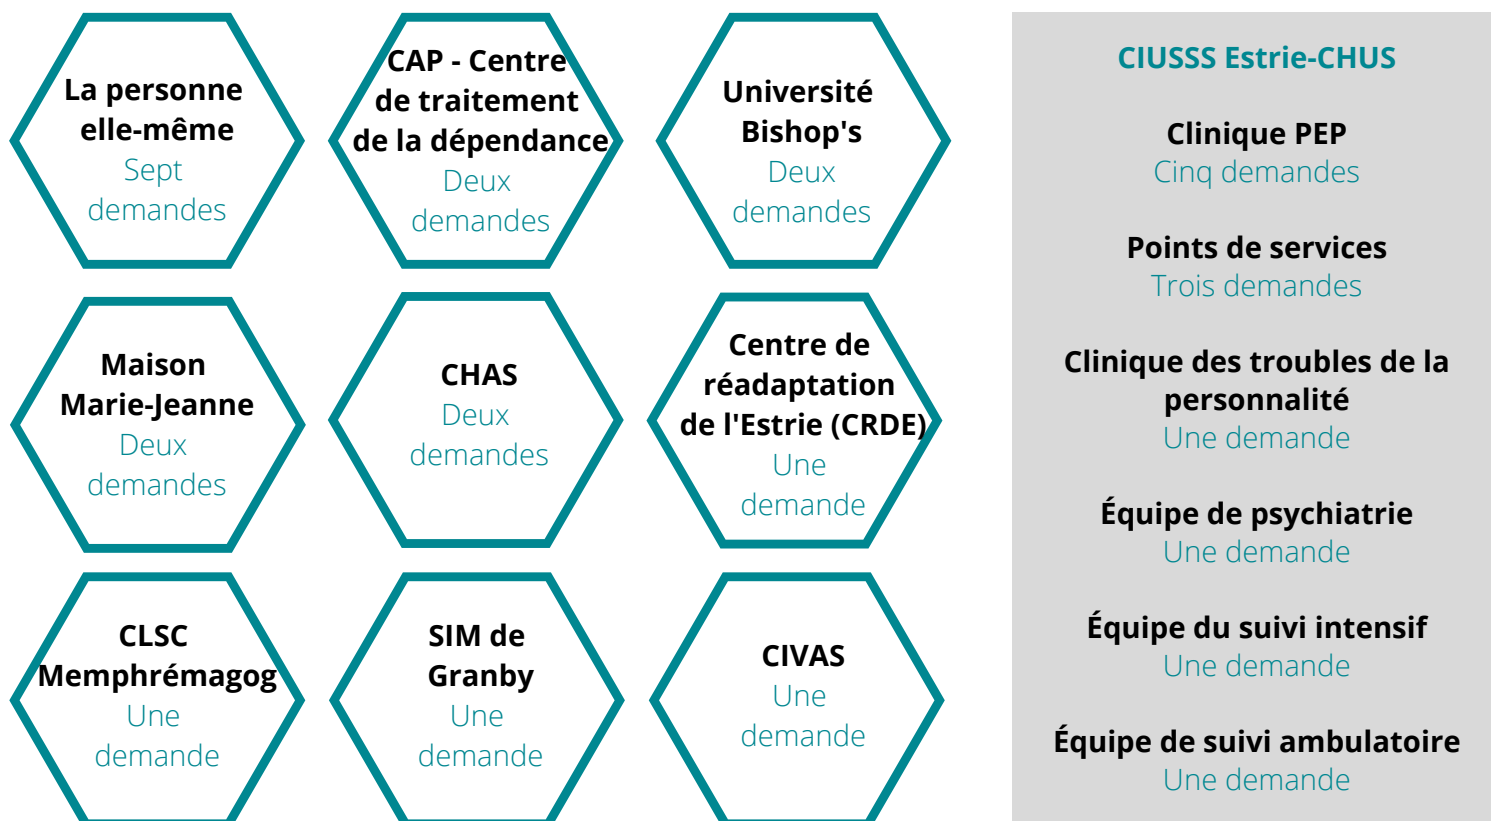 La personne
elle-même
Sept
demandes
CAP - Centre
de traitement
de la dépendance
Deux
demandes
Université
Bishop's
Deux
demandes
Maison
Marie-Jeanne
Deux
demandes
CHAS
Deux
demandes
Centre de
réadaptation
de l'Estrie (CRDE)
Une
demande
CLSC
Memphrémagog
Une
demande
SIM de
Granby
Une
demande
CIVAS
Une
demande
CIUSSS Estrie-CHUS
Clinique PEP
Cinq demandes
Points de services
Trois demandes
Clinique des troubles de la
personnalité
Une demande
Équipe de psychiatrie
Une demande
Équipe du suivi intensif
Une demande
Équipe de suivi ambulatoire
Une demande